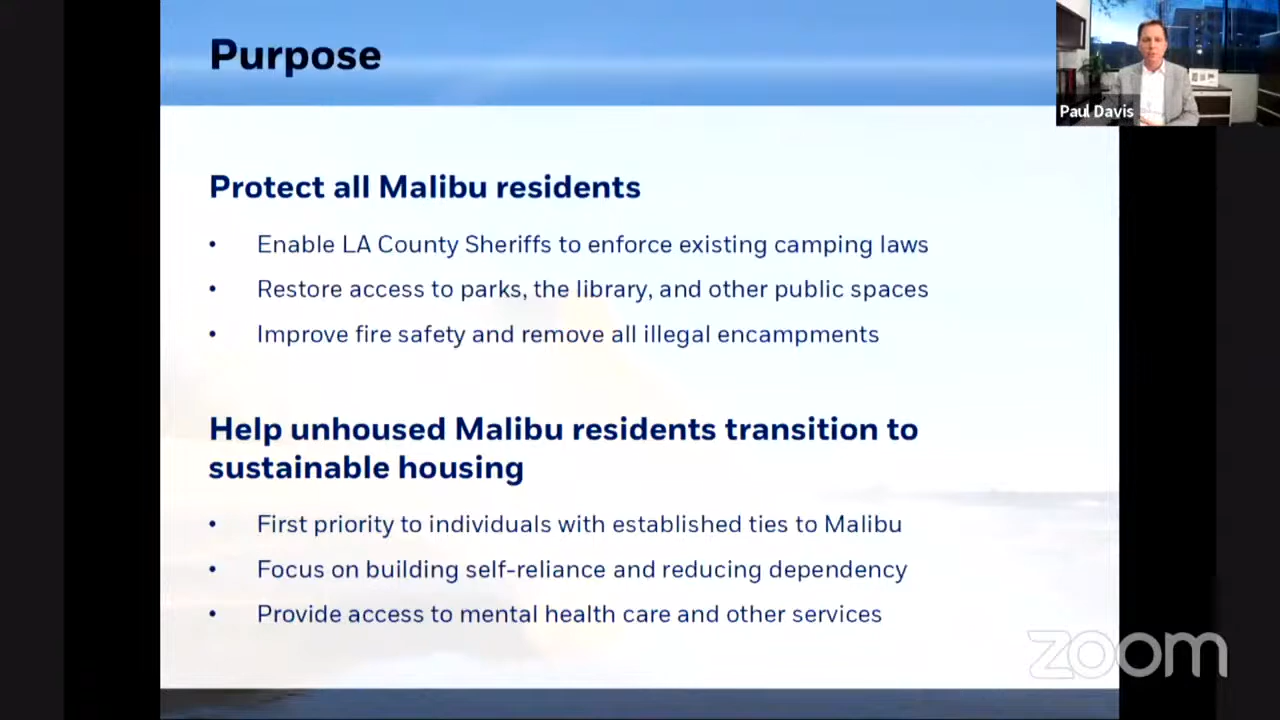 Purpose
Paul Davis
Protect all Malibu residents
• Enable LA County Sheriffs to enforce existing camping laws
• Restore access to parks, the library, and other public spaces
• Improve fire safety and remove all illegal encampments
Help unhoused Malibu residents transition to
sustainable housing
• First priority to individuals with established ties to Malibu
• Focus on building self-reliance and reducing dependency
• Provide access to mental health care and other services
zoom